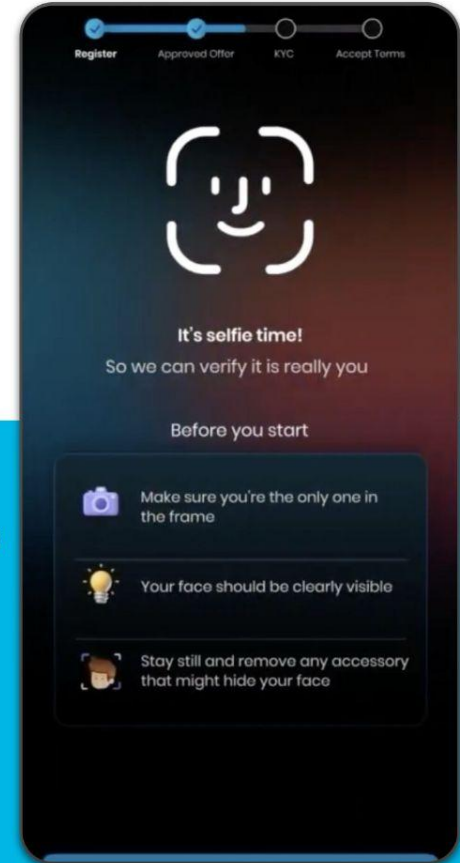 Register Approved Offer KYC Accept Terms
It's selfie time!
So we can verify it is really you
Before you start
Make sure you're the only one in
the frame
Your face should be clearly visible
Stay still and remove any accessory
that might hide your face